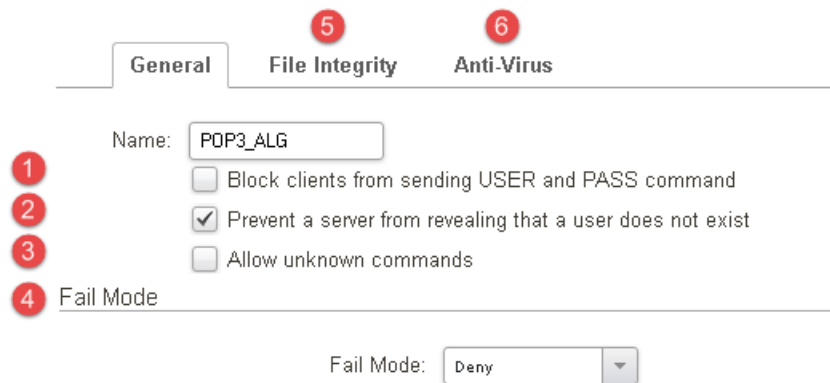 5 6
General File Integrity Anti-Virus
Name: POP3_ALG
1 Block clients from sending USER and PASS command
2 Prevent a server from revealing that a user does not exist
3 Allow unknown commands
4 Fail Mode
Fail Mode: Deny